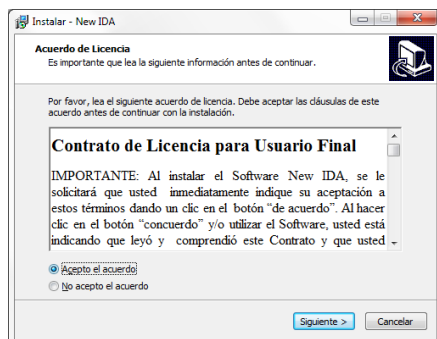 Instalar - New IDA
Acuerdo de Licencia
Es importante que lea la siguiente información antes de continuar.
Por favor, lea el siguiente acuerdo de licencia. Debe aceptar las cláusulas de este
acuerdo antes de continuar con la instalación.
Contrato de Licencia para Usuario Final
IMPORTANTE: Al instalar el Software New IDA, se le
solicitará que usted inmediatamente indique su aceptación a
estos términos dando un clic en el botón “de acuerdo”. Al hacer
clic en el botón “concuerdo” y/o utilizar el Software, usted está
indicando que leyó y comprendió este Contrato y que usted
Acepto el acuerdo
No acepto el acuerdo
Siguiente > Cancelar